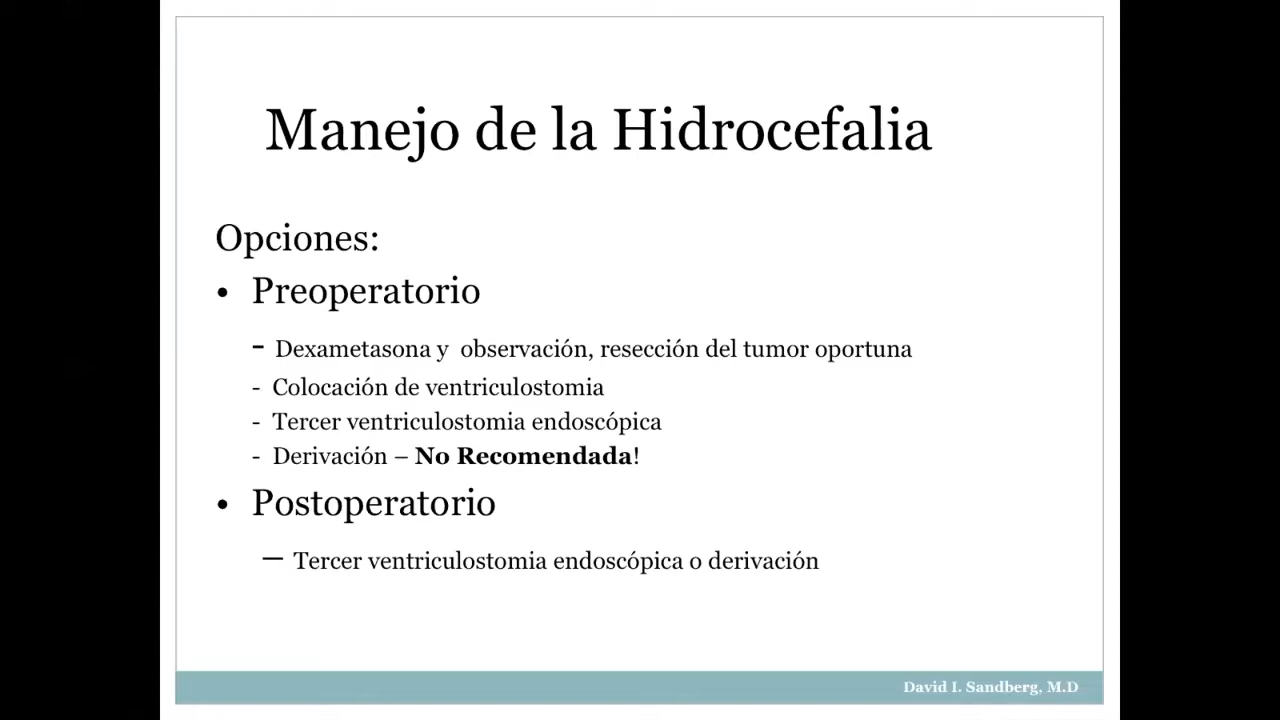 Manejo de la Hidrocefalia
Opciones:
• Preoperatorio
- Dexametasona y observación, resección del tumor oportuna
- Colocación de ventriculostomia
- Tercer ventriculostomia endoscópica
- Derivación – No Recomendada!
• Postoperatorio
– Tercer ventriculostomia endoscópica o derivación
David I. Sandberg, M.D